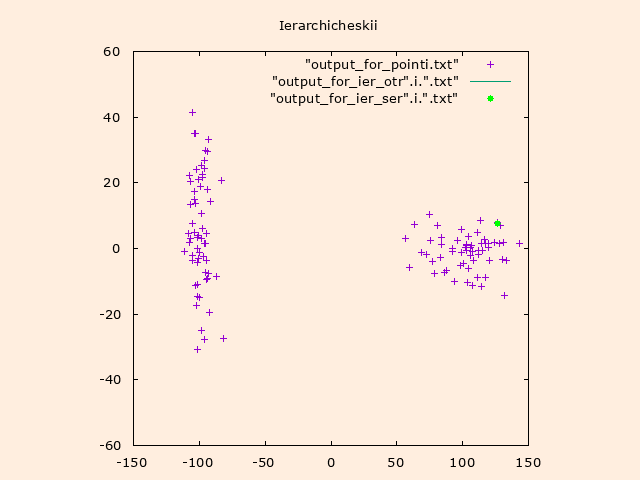 Ierarchicheskii
60
"output_for_pointi.txt"
"output_for_ier_otr".i.".txt"
"output_for_ier_ser".i.".txt"
40
20
0
-20
-40
-60
-150 -100 -50 0 50 100 150